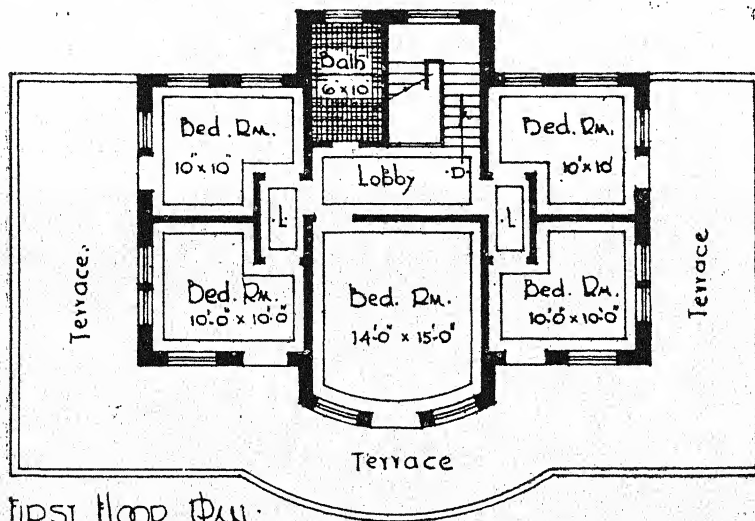 Bath
6'x10'
Bed. Rm.
10"x10"
Bed. Rm.
10'x10'
Lobby
D
L
L
Terrace.
Bed. Rm.
10'-0" x 10'-0"
Bed. Rm.
14'-0" x 15'-0"
Bed. Rm.
10'-0" x 10'-0"
Terrace
Terrace
FIRST FLOOR PLAN.